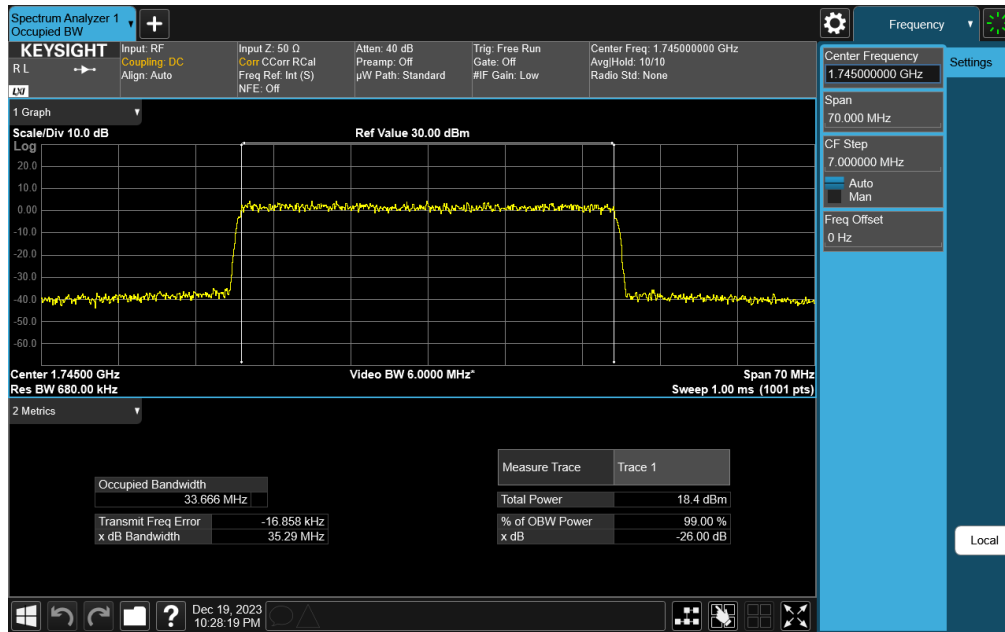 Spectrum Analyzer 1
Occupied BW
Frequency
KEYSIGHT
R L
LXI
Input: RF
Coupling: DC
Align: Auto
Input Z: 50 Ω
Corr CCorr RCal
Freq Ref: Int (S)
NFE: Off
Atten: 40 dB
Preamp: Off
µW Path: Standard
Trig: Free Run
Gate: Off
#IF Gain: Low
Center Freq: 1.745000000 GHz
Avg|Hold: 10/10
Radio Std: None
Center Frequency
1.745000000 GHz
Settings
Span
70.000 MHz
CF Step
7.000000 MHz
Auto
Man
Freq Offset
0 Hz
Local
1 Graph
Scale/Div 10.0 dB
Ref Value 30.00 dBm
Log
20.0
10.0
0.00
-10.0
-20.0
-30.0
-40.0
-50.0
-60.0
Center 1.74500 GHz
Video BW 6.0000 MHz*
Span 70 MHz
Res BW 680.00 kHz
Sweep 1.00 ms (1001 pts)
2 Metrics
Occupied Bandwidth
33.666 MHz
Transmit Freq Error -16.858 kHz
x dB Bandwidth 35.29 MHz
Measure Trace Trace 1
Total Power 18.4 dBm
% of OBW Power 99.00 %
x dB -26.00 dB
?
Dec 19, 2023
10:28:19 PM